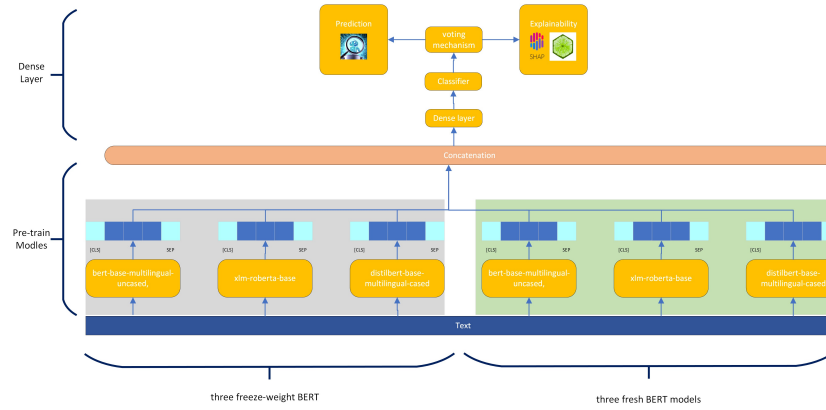 Prediction
voting
mechanism
Explainability
SHAP
Dense
Layer
Classifier
Dense layer
Concatenation
Pre-train
Modles
[CLS] SEP [CLS] SEP [CLS] SEP [CLS] SEP [CLS] SEP [CLS]
bert-base-multilingual-
uncased,
xlm-roberta-base
distilbert-base-
multilingual-cased
bert-base-multilingual-
uncased,
xlm-roberta-base
distilbert-base-
multilingual-cased
Text
three freeze-weight BERT
three fresh BERT models